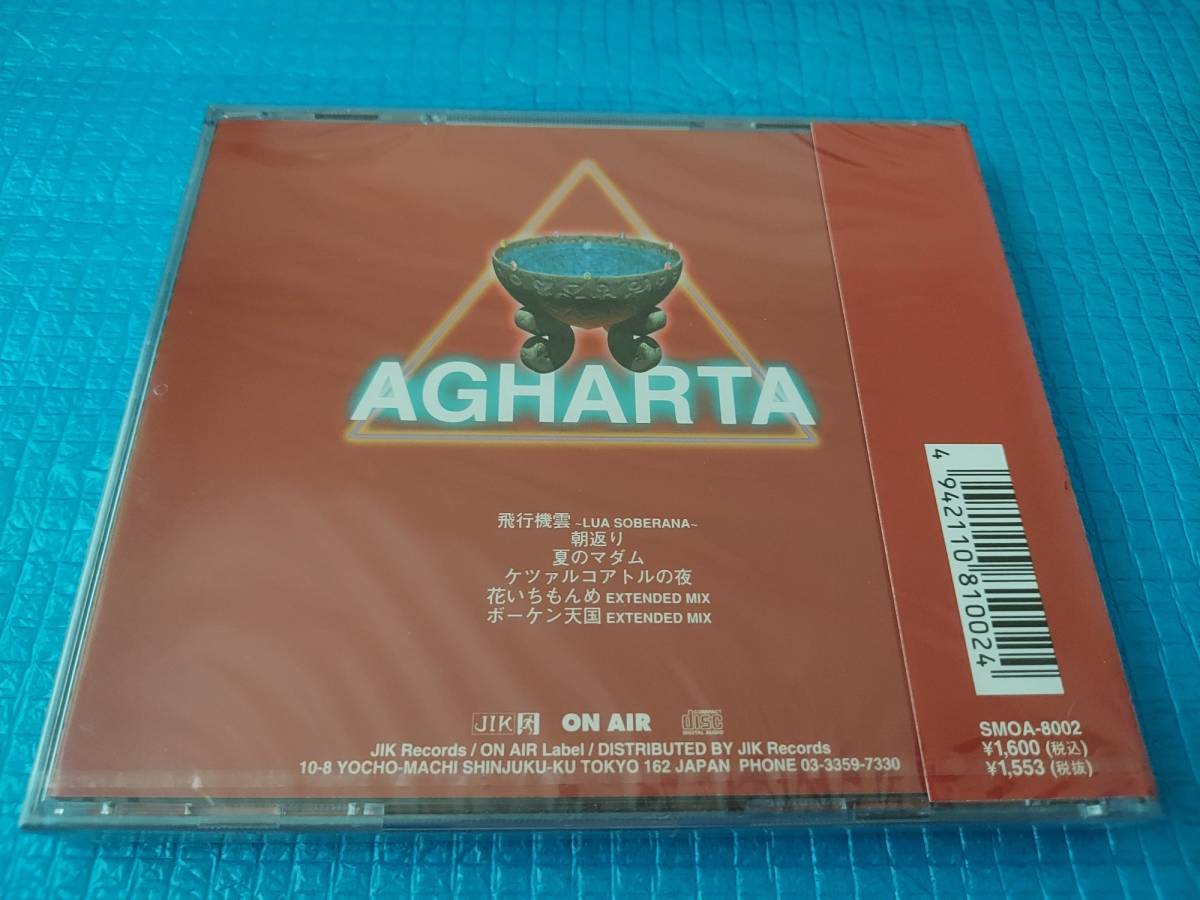 AGHARTA
飛行機雲 ~LUA SOBERANA~
朝返り
夏のマダム
ケツァルコアトルの夜
花いちもんめ EXTENDED MIX
ボーケン天国 EXTENDED MIX
JIK ON AIR COMPACT disc DIGITAL AUDIO
JIK Records / ON AIR Label / DISTRIBUTED BY JIK Records
10-8 YOCHO-MACHI SHINJUKU-KU TOKYO 162 JAPAN PHONE 03-3359-7330
4 942110 810024
SMOA-8002
¥1,600 (税込)
¥1,553 (税抜)